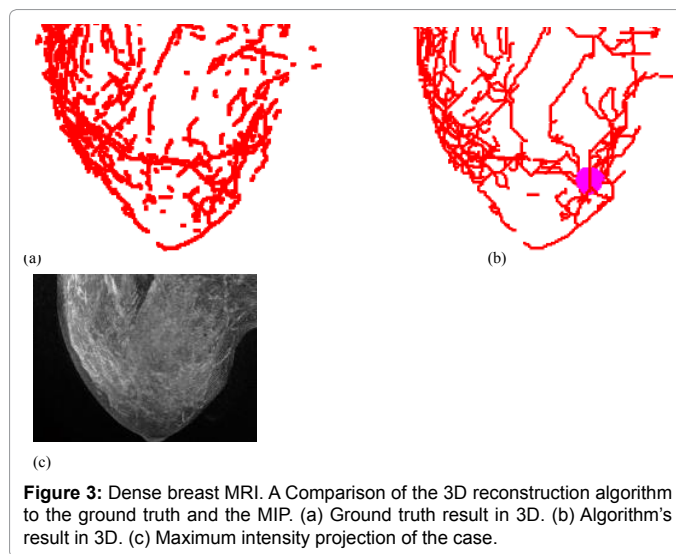 (a)
(b)
(c)
Figure 3: Dense breast MRI. A Comparison of the 3D reconstruction algorithm
to the ground truth and the MIP. (a) Ground truth result in 3D. (b) Algorithm's
result in 3D. (c) Maximum intensity projection of the case.